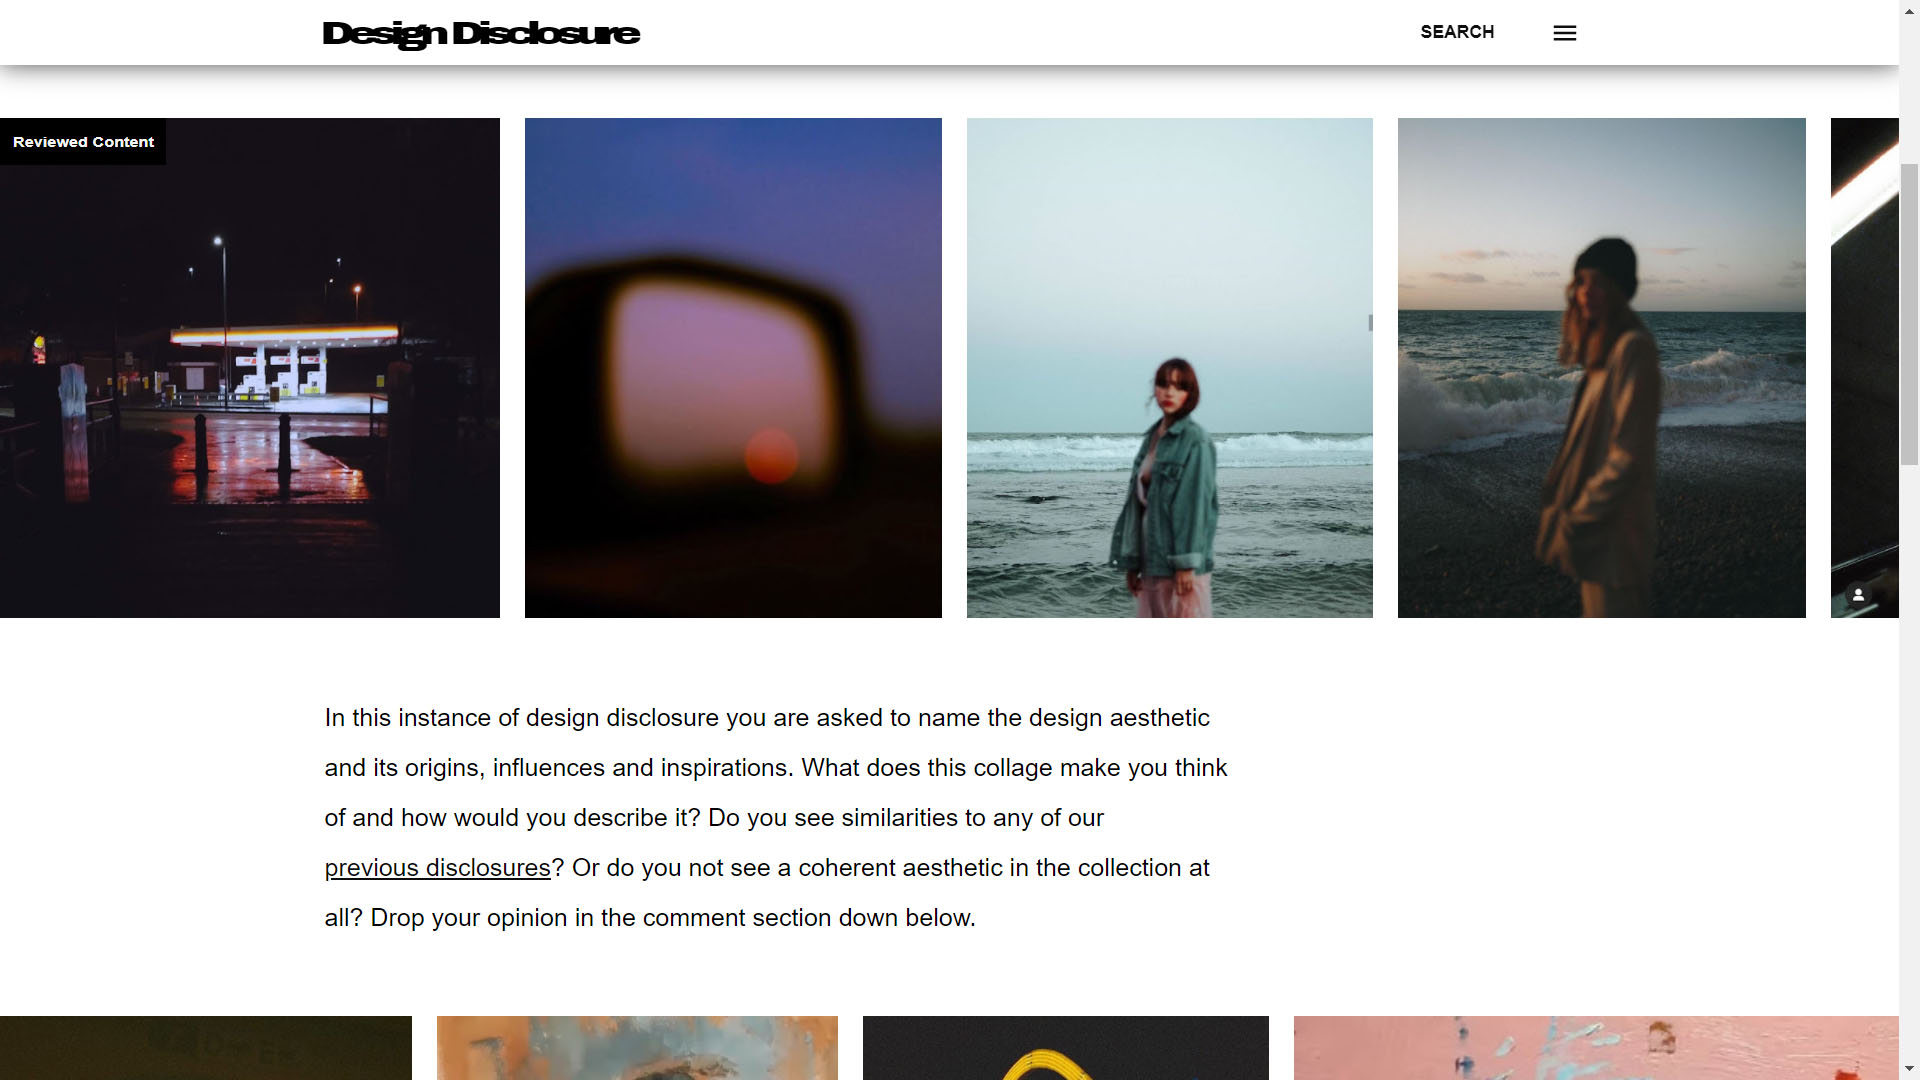 Design Disclosure
SEARCH
Reviewed Content
In this instance of design disclosure you are asked to name the design aesthetic
and its origins, influences and inspirations. What does this collage make you think
of and how would you describe it? Do you see similarities to any of our
previous disclosures? Or do you not see a coherent aesthetic in the collection at
all? Drop your opinion in the comment section down below.